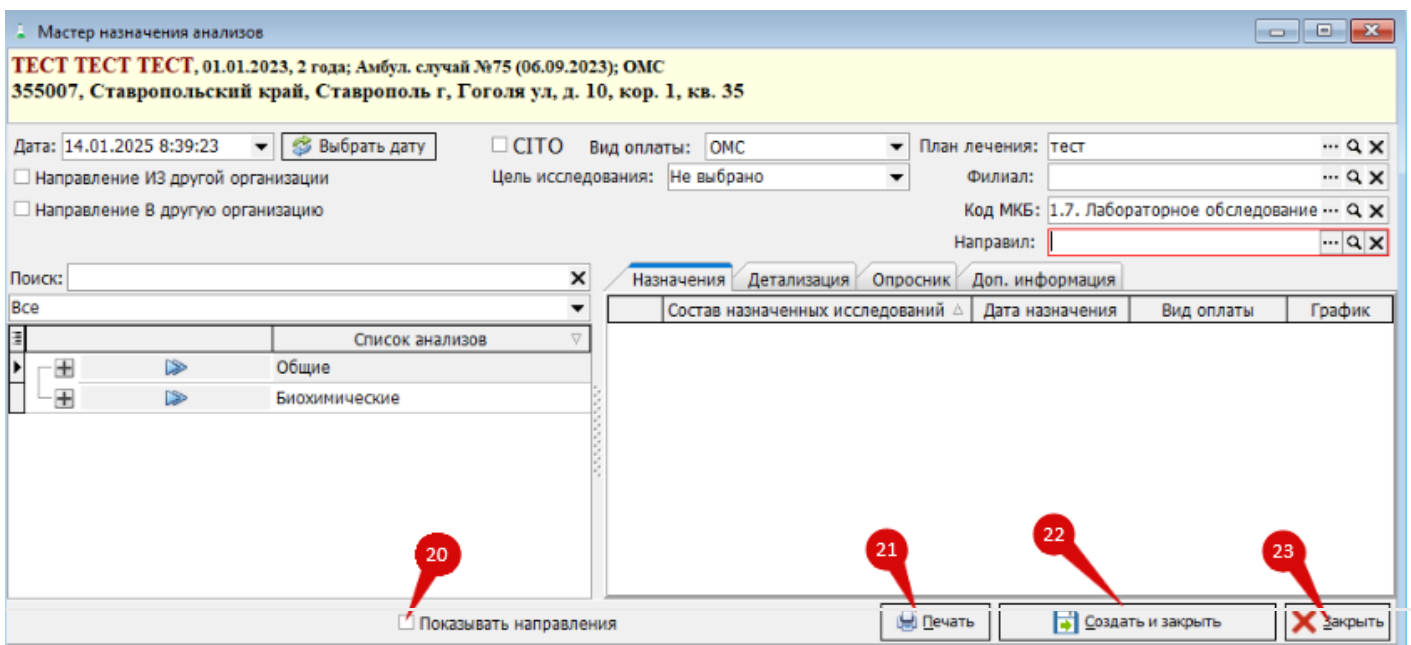 Мастер назначения анализов
ТЕСТ ТЕСТ ТЕСТ, 01.01.2023, 2 года; Амбул. случай №75 (06.09.2023); ОМС
355007, Ставропольский край, Ставрополь г, Гоголя ул, д. 10, кор. 1, кв. 35
Дата: 14.01.2025 8:39:23 Выбрать дату CITO Вид оплаты: ОМС План лечения: тест
Направление ИЗ другой организации Цель исследования: Не выбрано Филиал:
Направление В другую организацию Код МКБ: 1.7. Лабораторное обследование
Направил:
Поиск: Назначения Детализация Опросник Доп. информация
Все Состав назначенных исследований Дата назначения Вид оплаты График
Список анализов
Общие
Биохимические
20 21 22 23
Показывать направления Печать Создать и закрыть Закрыть